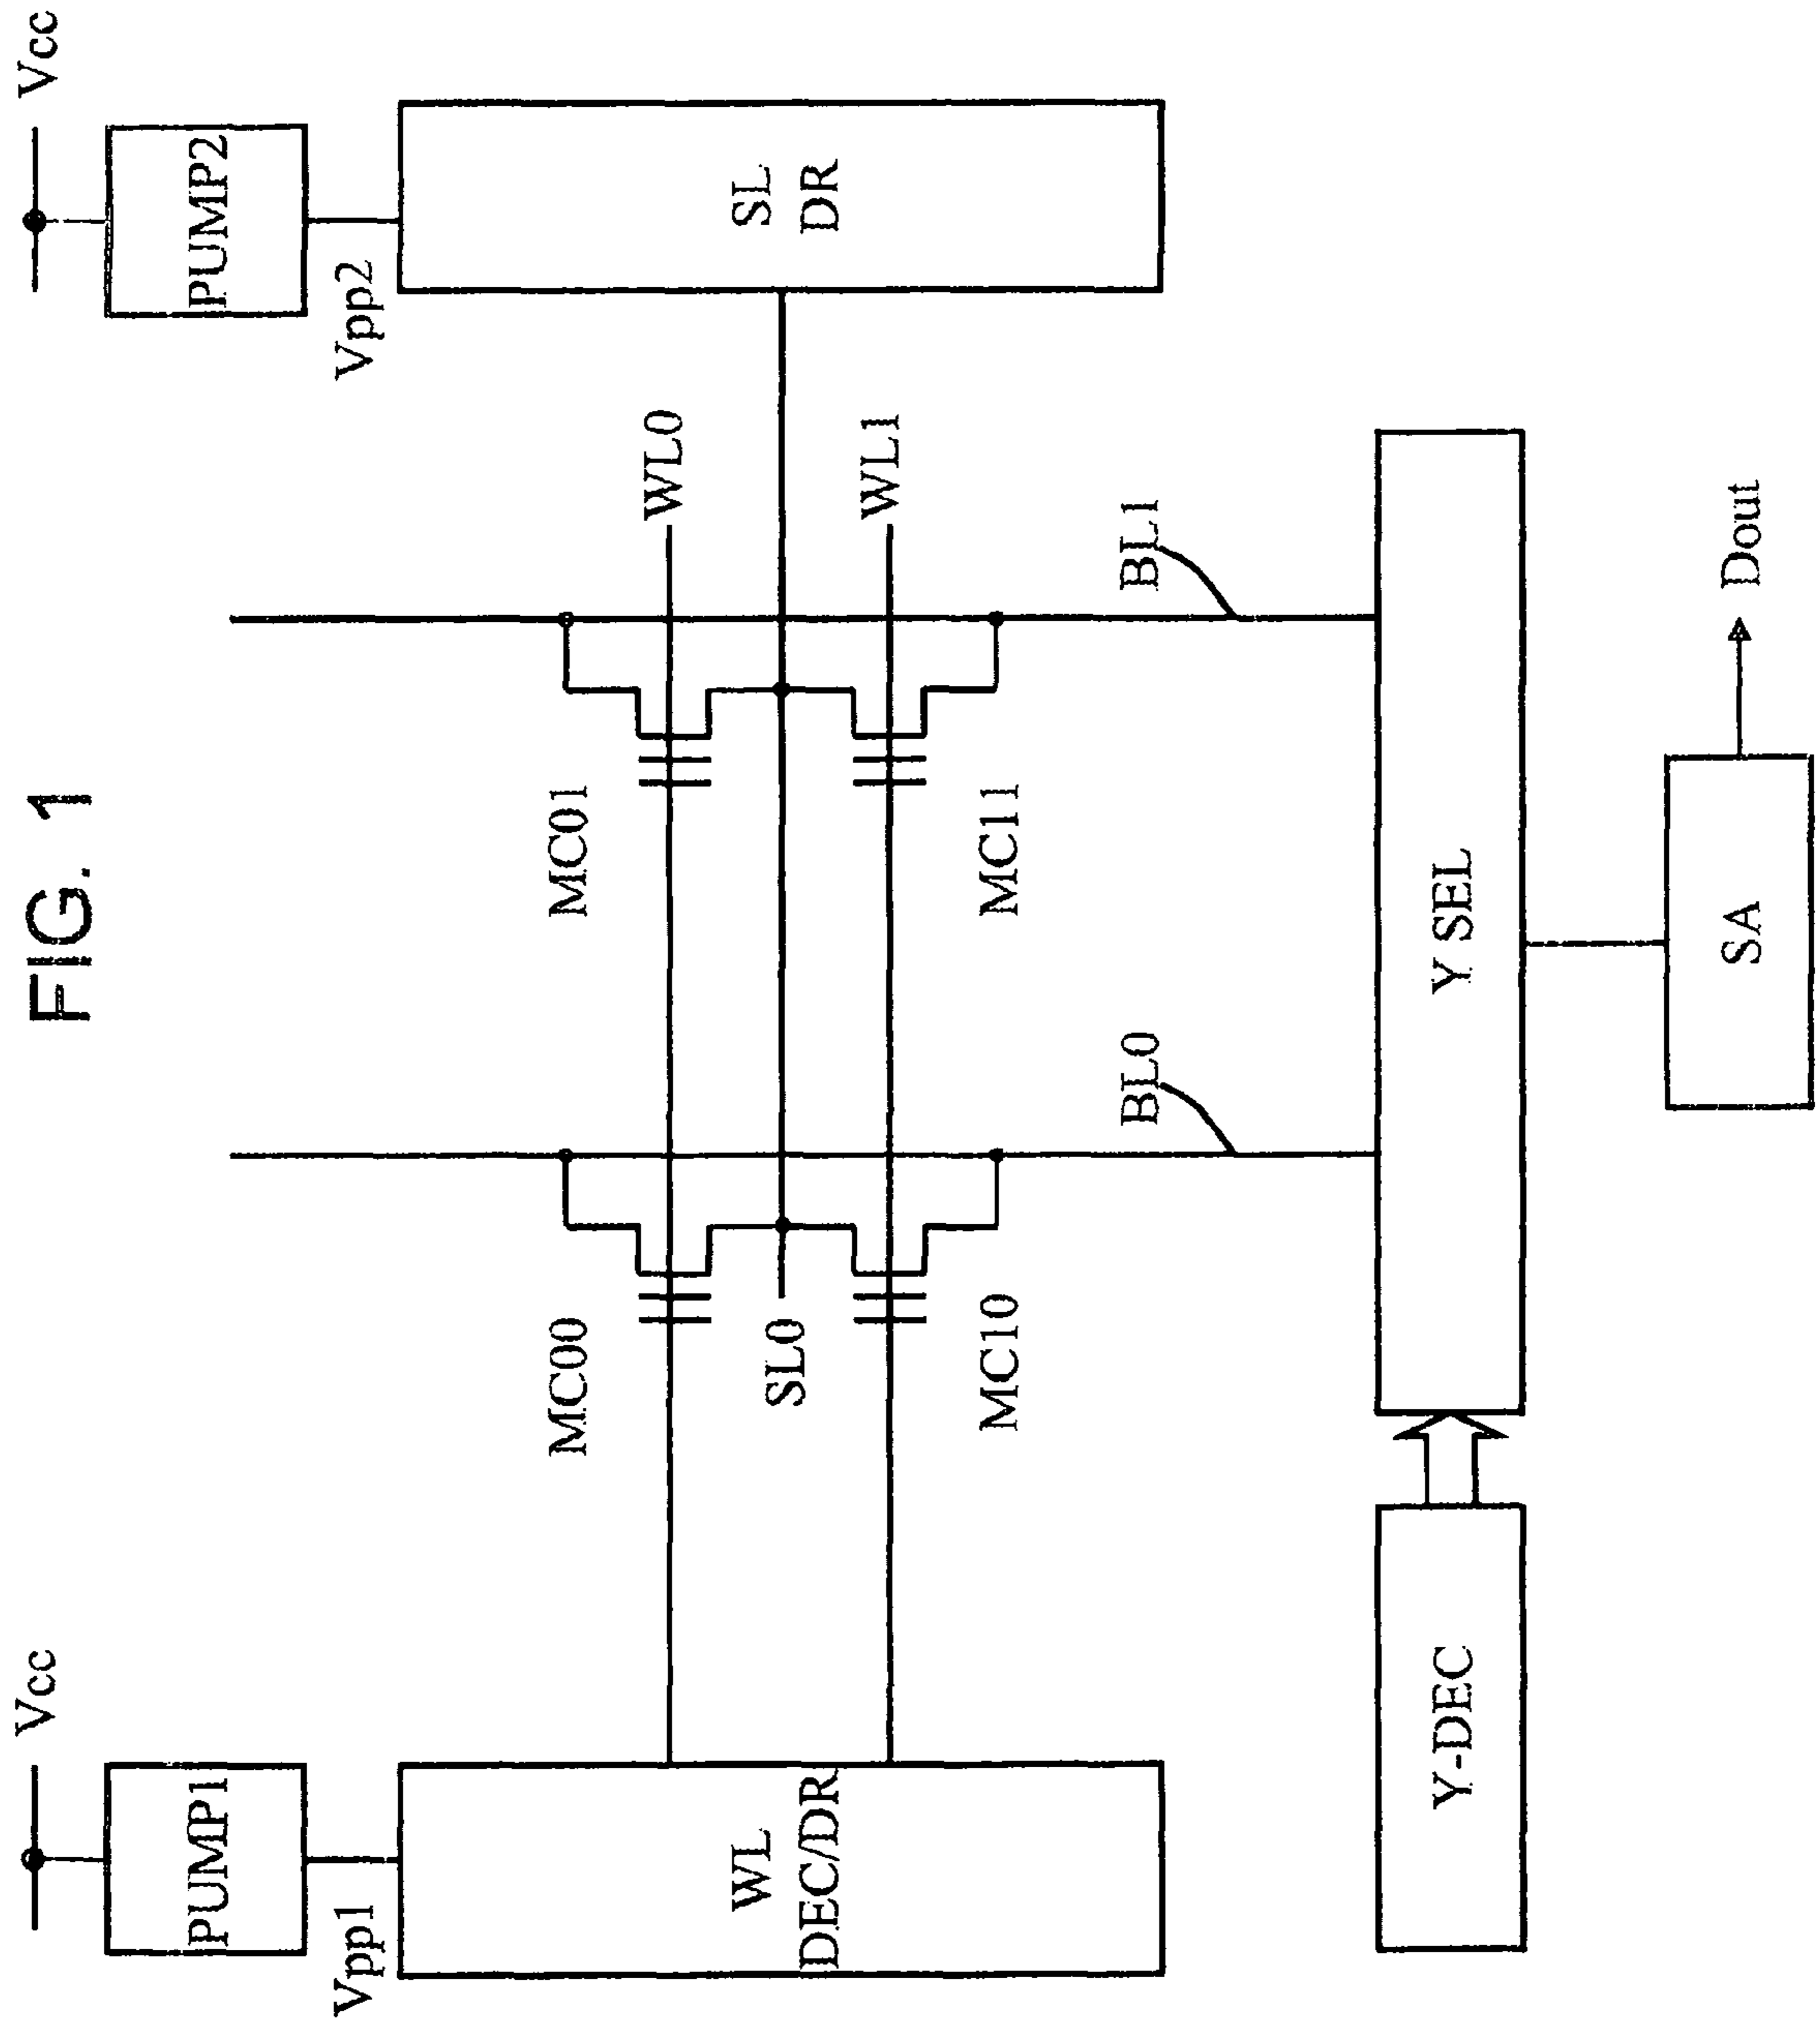 FIG. 1
Vcc
Vcc
PUMP1
PUMP2
Vpp1
Vpp2
MC00
MC01
WL0
WL
DEC/DR
SL0
SL
DR
WL1
MC10
MC11
BL0
BL1
Y-DEC
Y SEL
SA
Dout